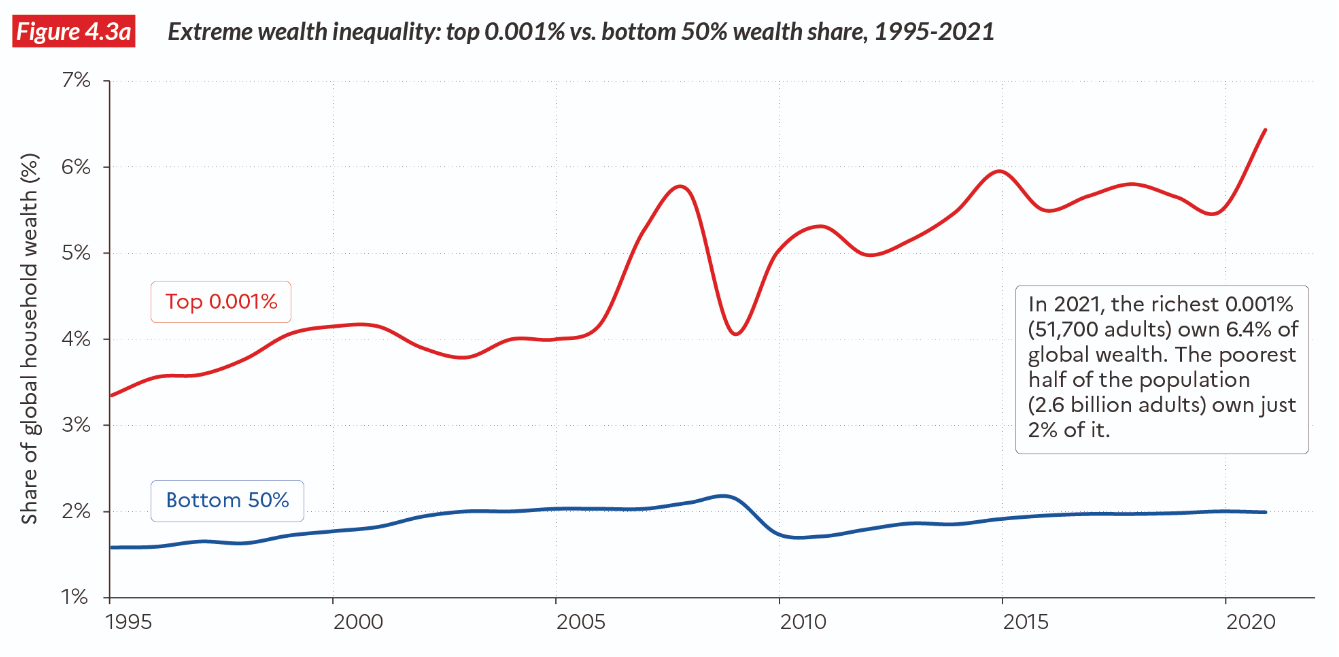 Figure 4.3a
Extreme wealth inequality: top 0.001% vs. bottom 50% wealth share, 1995-2021
Share of global household wealth (%)
7%
6%
5%
4%
3%
2%
1%
Top 0.001%
Bottom 50%
In 2021, the richest 0.001%
(51,700 adults) own 6.4% of
global wealth. The poorest
half of the population
(2.6 billion adults) own just
2% of it.
1995
2000
2005
2010
2015
2020